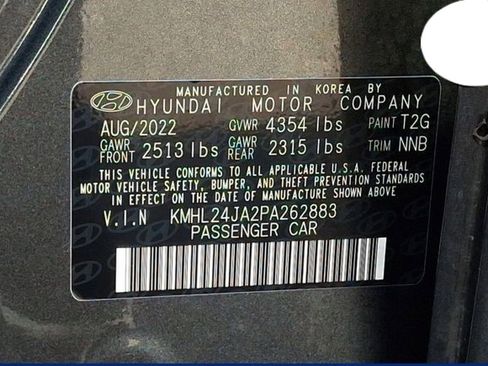 MANUFACTURED IN KOREA BY
HYUNDAI MOTOR COMPANY
AUG/2022 GVWR 4354 lbs PAINT T2G
GAWR FRONT 2513 lbs GAWR REAR 2315 lbs TRIM NNB
THIS VEHICLE CONFORMS TO ALL APPLICABLE U.S.A. FEDERAL
MOTOR VEHICLE SAFETY, BUMPER, AND THEFT PREVENTION STANDARDS
IN EFFECT ON THE DATE OF MANUFACTURE SHOWN ABOVE.
V.I.N KMHL24JA2PA262883
PASSENGER CAR